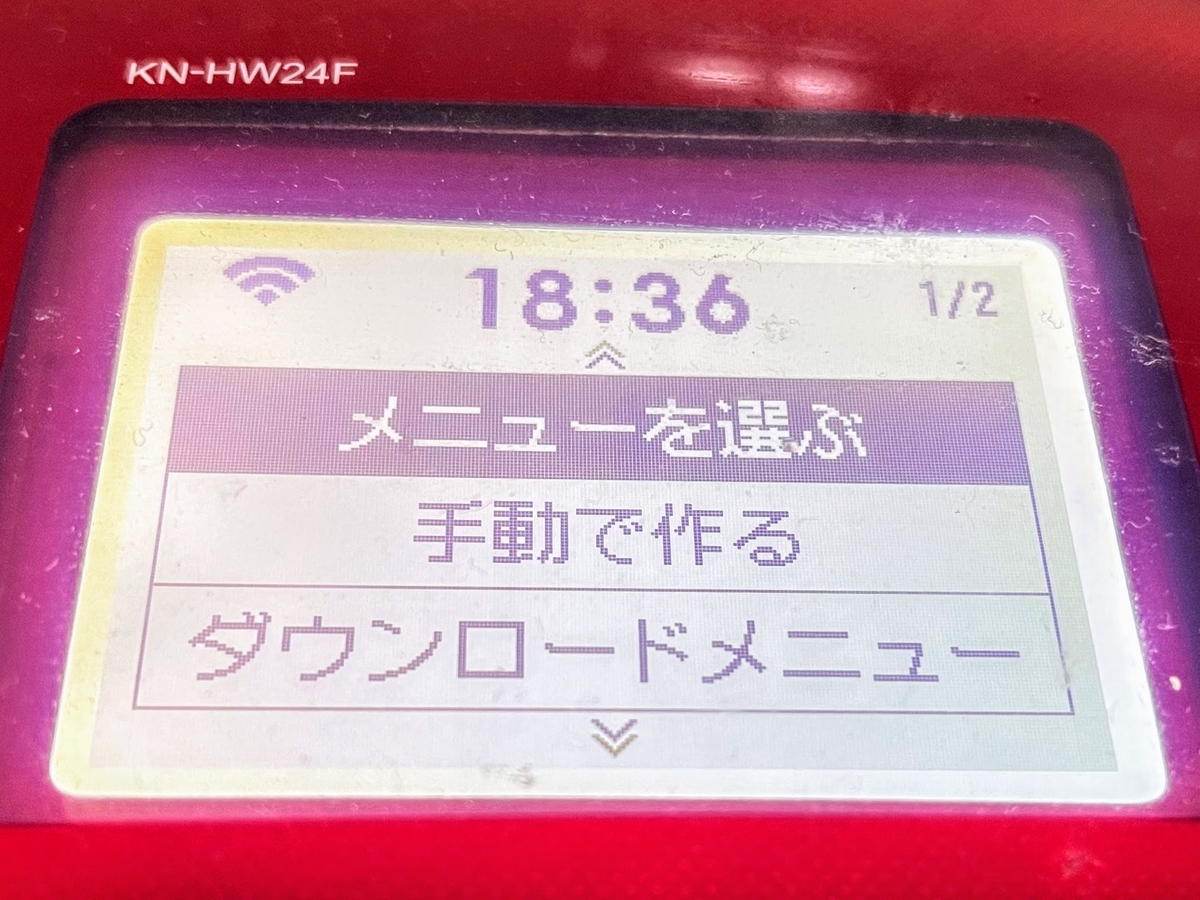 KN-HW24F
18:36
1/2
メニューを選ぶ
手動で作る
ダウンロードメニュー